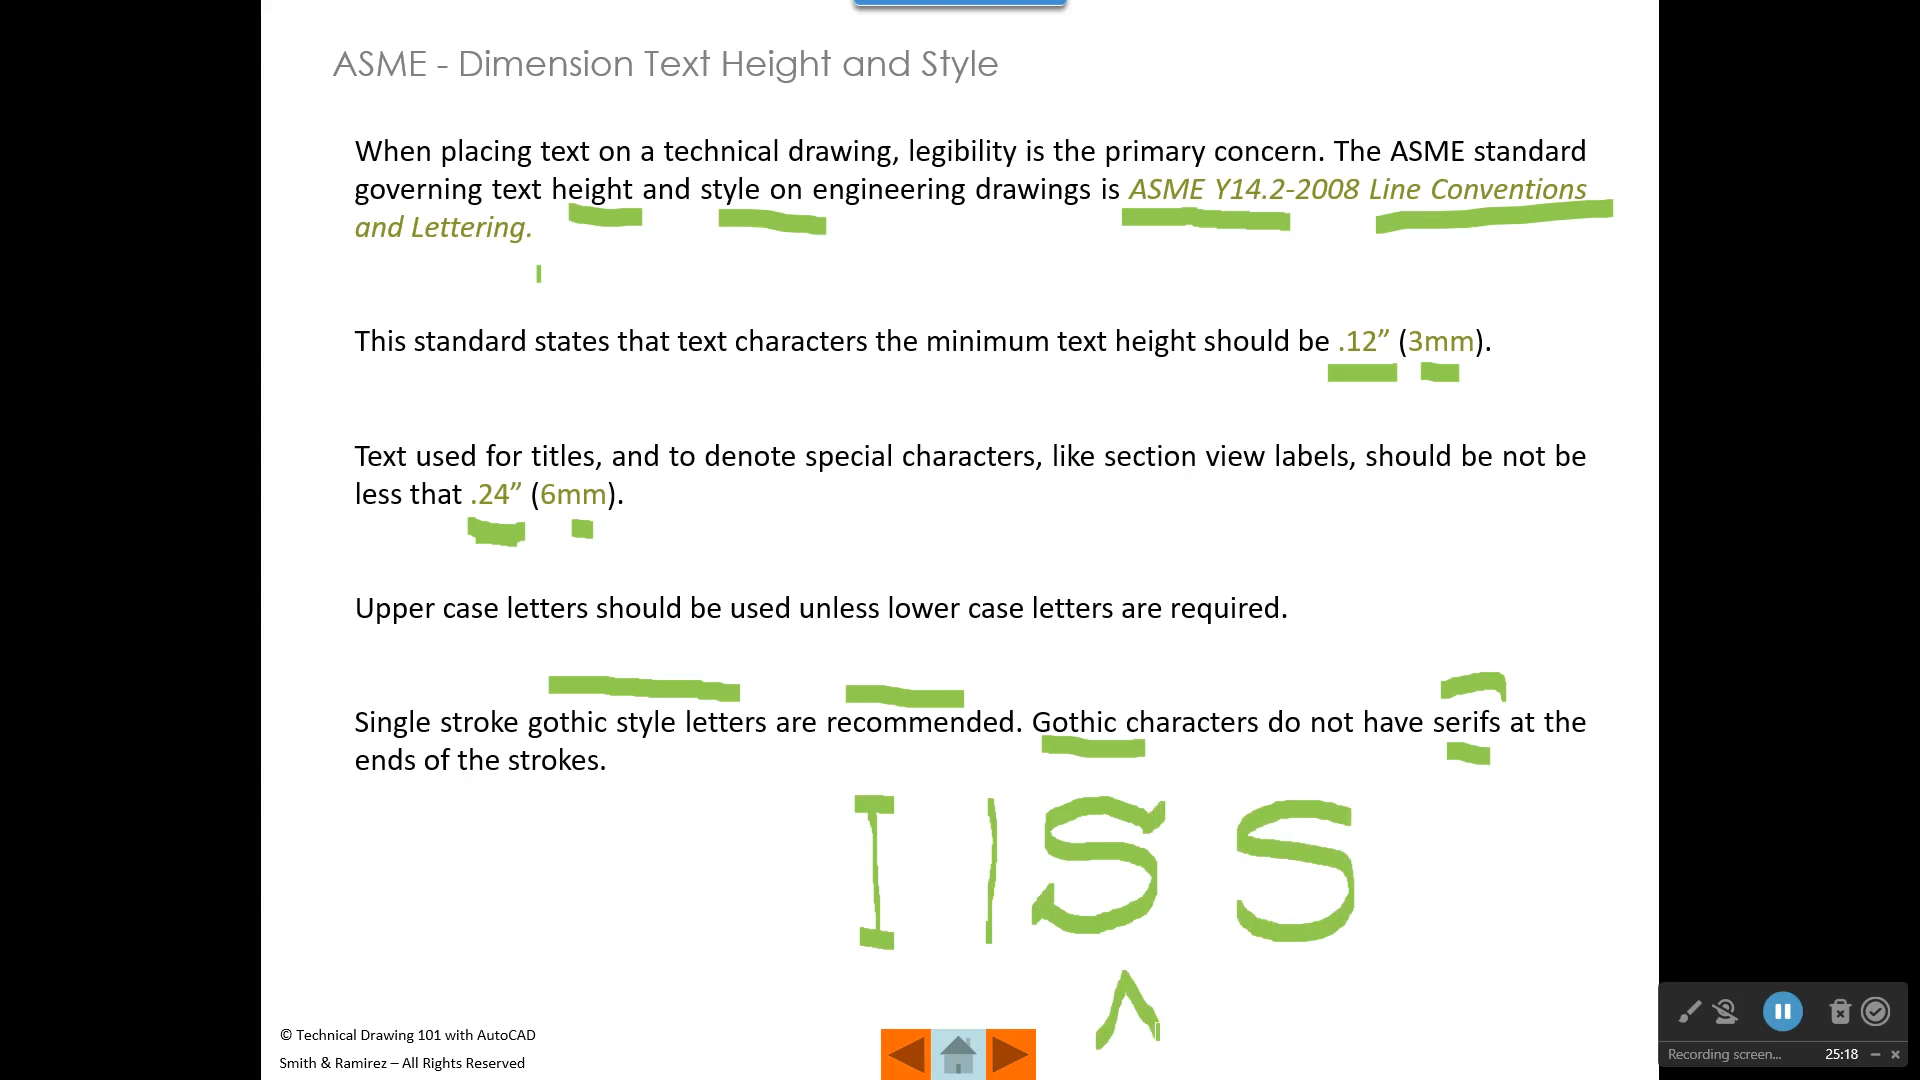 ASME - Dimension Text Height and Style
When placing text on a technical drawing, legibility is the primary concern. The ASME standard
governing text height and style on engineering drawings is ASME Y14.2-2008 Line Conventions
and Lettering.
This standard states that text characters the minimum text height should be .12” (3mm).
Text used for titles, and to denote special characters, like section view labels, should be not be
less that .24” (6mm).
Upper case letters should be used unless lower case letters are required.
Single stroke gothic style letters are recommended. Gothic characters do not have serifs at the
ends of the strokes.
I I S S
© Technical Drawing 101 with AutoCAD
Smith & Ramirez – All Rights Reserved
Recording screen... 25:18